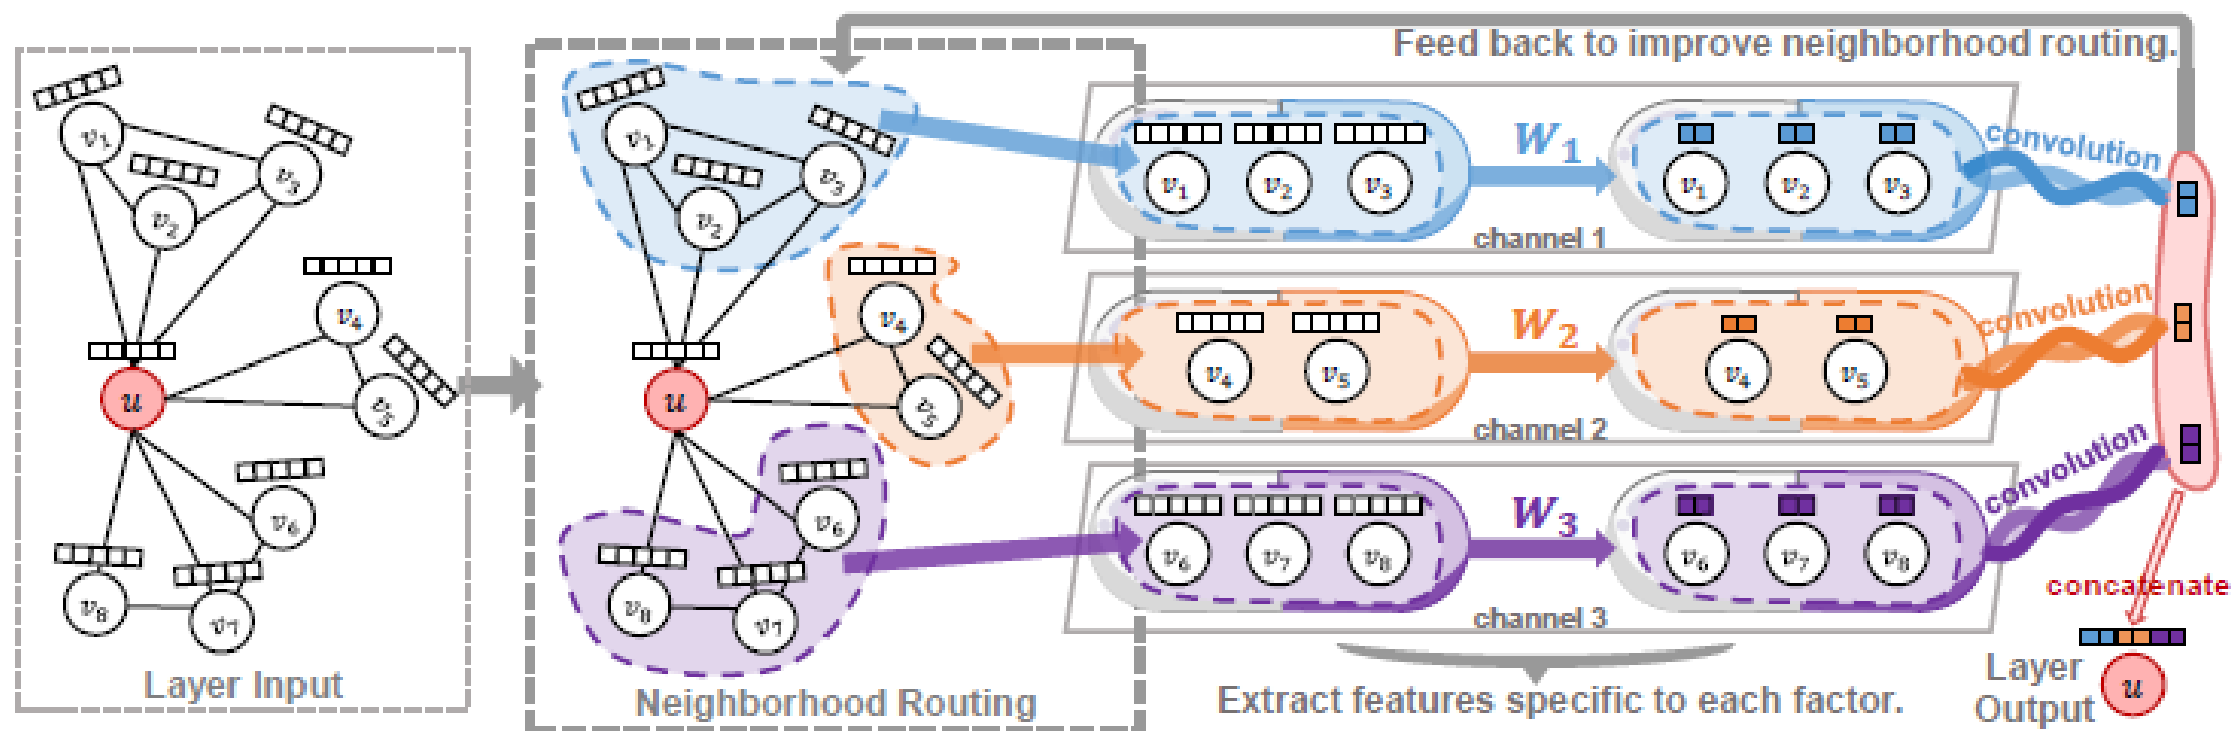 Feed back to improve neighborhood routing.
v1
v3
v2
v4
u
v5
v6
v8
v7
Layer Input
v1
v3
v2
v4
u
v5
v6
v8
v7
Neighborhood Routing
v1 v2 v3
W1
v1 v2 v3
channel 1
convolution
v4 v5
W2
v4 v5
channel 2
convolution
v6 v7 v8
W3
v6 v7 v8
channel 3
convolution
Extract features specific to each factor.
concatenate
Layer
Output
u